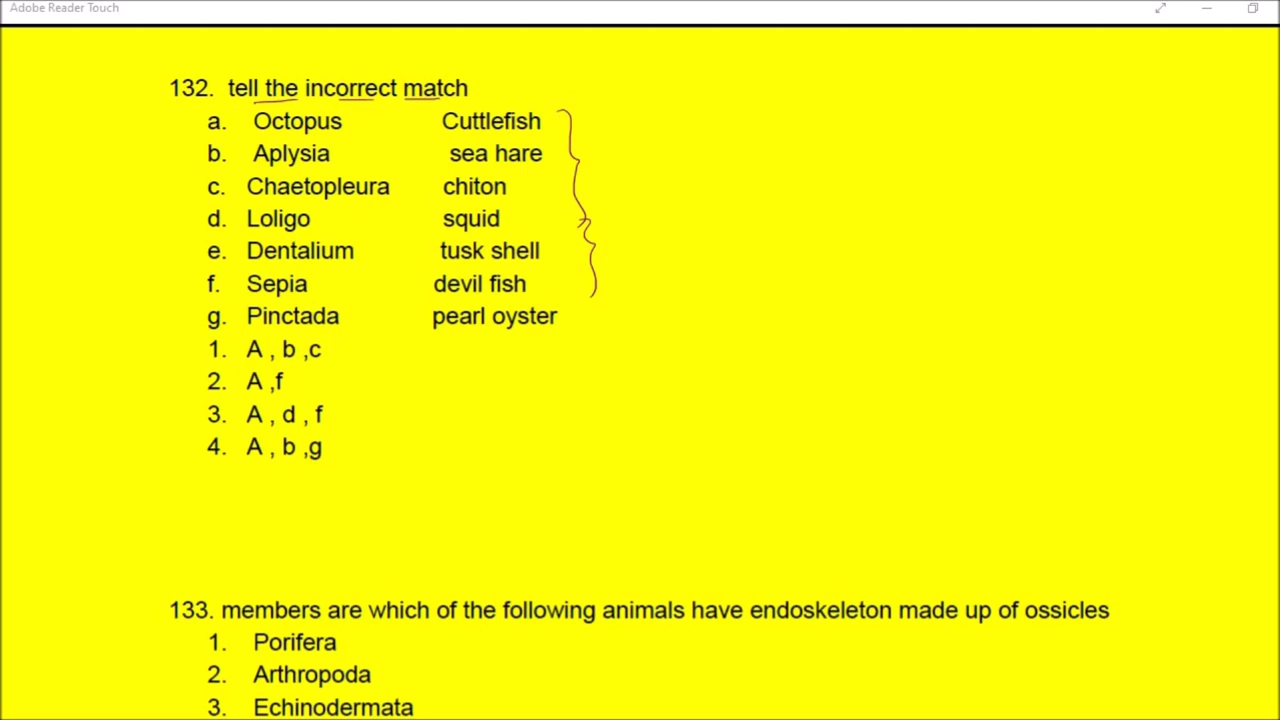 Adobe Reader Touch
132. tell the incorrect match
a. Octopus Cuttlefish
b. Aplysia sea hare
c. Chaetopleura chiton
d. Loligo squid
e. Dentalium tusk shell
f. Sepia devil fish
g. Pinctada pearl oyster
1. A , b ,c
2. A ,f
3. A , d , f
4. A , b ,g
133. members are which of the following animals have endoskeleton made up of ossicles
1. Porifera
2. Arthropoda
3. Echinodermata